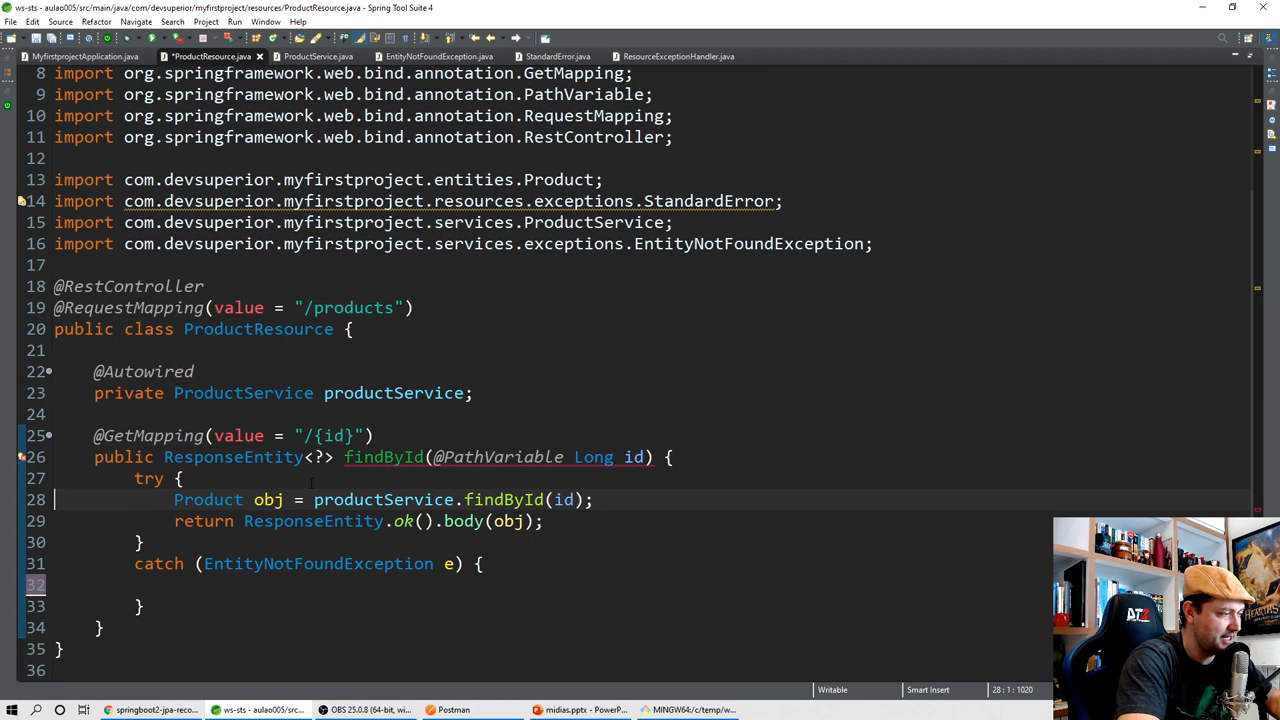 ws-sts - aulao005/src/main/java/com/devsuperior/myfirstproject/resources/ProductResource.java - Spring Tool Suite 4
File Edit Source Refactor Navigate Search Project Run Window Help
MyfirstprojectApplication.java *ProductResource.java ProductService.java EntityNotFoundException.java StandardError.java ResourceExceptionHandler.java
8 import org.springframework.web.bind.annotation.GetMapping;
9 import org.springframework.web.bind.annotation.PathVariable;
10 import org.springframework.web.bind.annotation.RequestMapping;
11 import org.springframework.web.bind.annotation.RestController;
12
13 import com.devsuperior.myfirstproject.entities.Product;
14 import com.devsuperior.myfirstproject.resources.exceptions.StandardError;
15 import com.devsuperior.myfirstproject.services.ProductService;
16 import com.devsuperior.myfirstproject.services.exceptions.EntityNotFoundException;
17
18 @RestController
19 @RequestMapping(value = "/products")
20 public class ProductResource {
21
22 @Autowired
23 private ProductService productService;
24
25 @GetMapping(value = "/{id}")
26 public ResponseEntity<?> findById(@PathVariable Long id) {
27 try {
28 Product obj = productService.findById(id);
29 return ResponseEntity.ok().body(obj);
30 }
31 catch (EntityNotFoundException e) {
32
33 }
34 }
35 }
36
Writable Smart Insert 28 : 1 : 1020
springboot2-jpa-reco... ws-sts - aulao005/src... OBS 25.0.8 (64-bit, wi... Postman midias.pptx - PowerP... MINGW64:/c/temp/w...